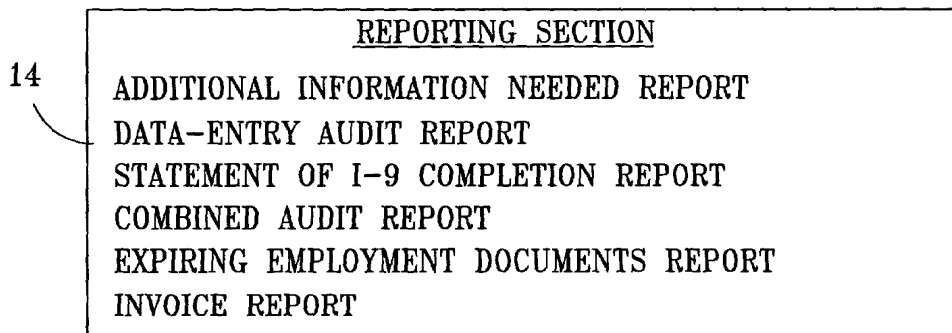 REPORTING SECTION
14
ADDITIONAL INFORMATION NEEDED REPORT
DATA-ENTRY AUDIT REPORT
STATEMENT OF I-9 COMPLETION REPORT
COMBINED AUDIT REPORT
EXPIRING EMPLOYMENT DOCUMENTS REPORT
INVOICE REPORT